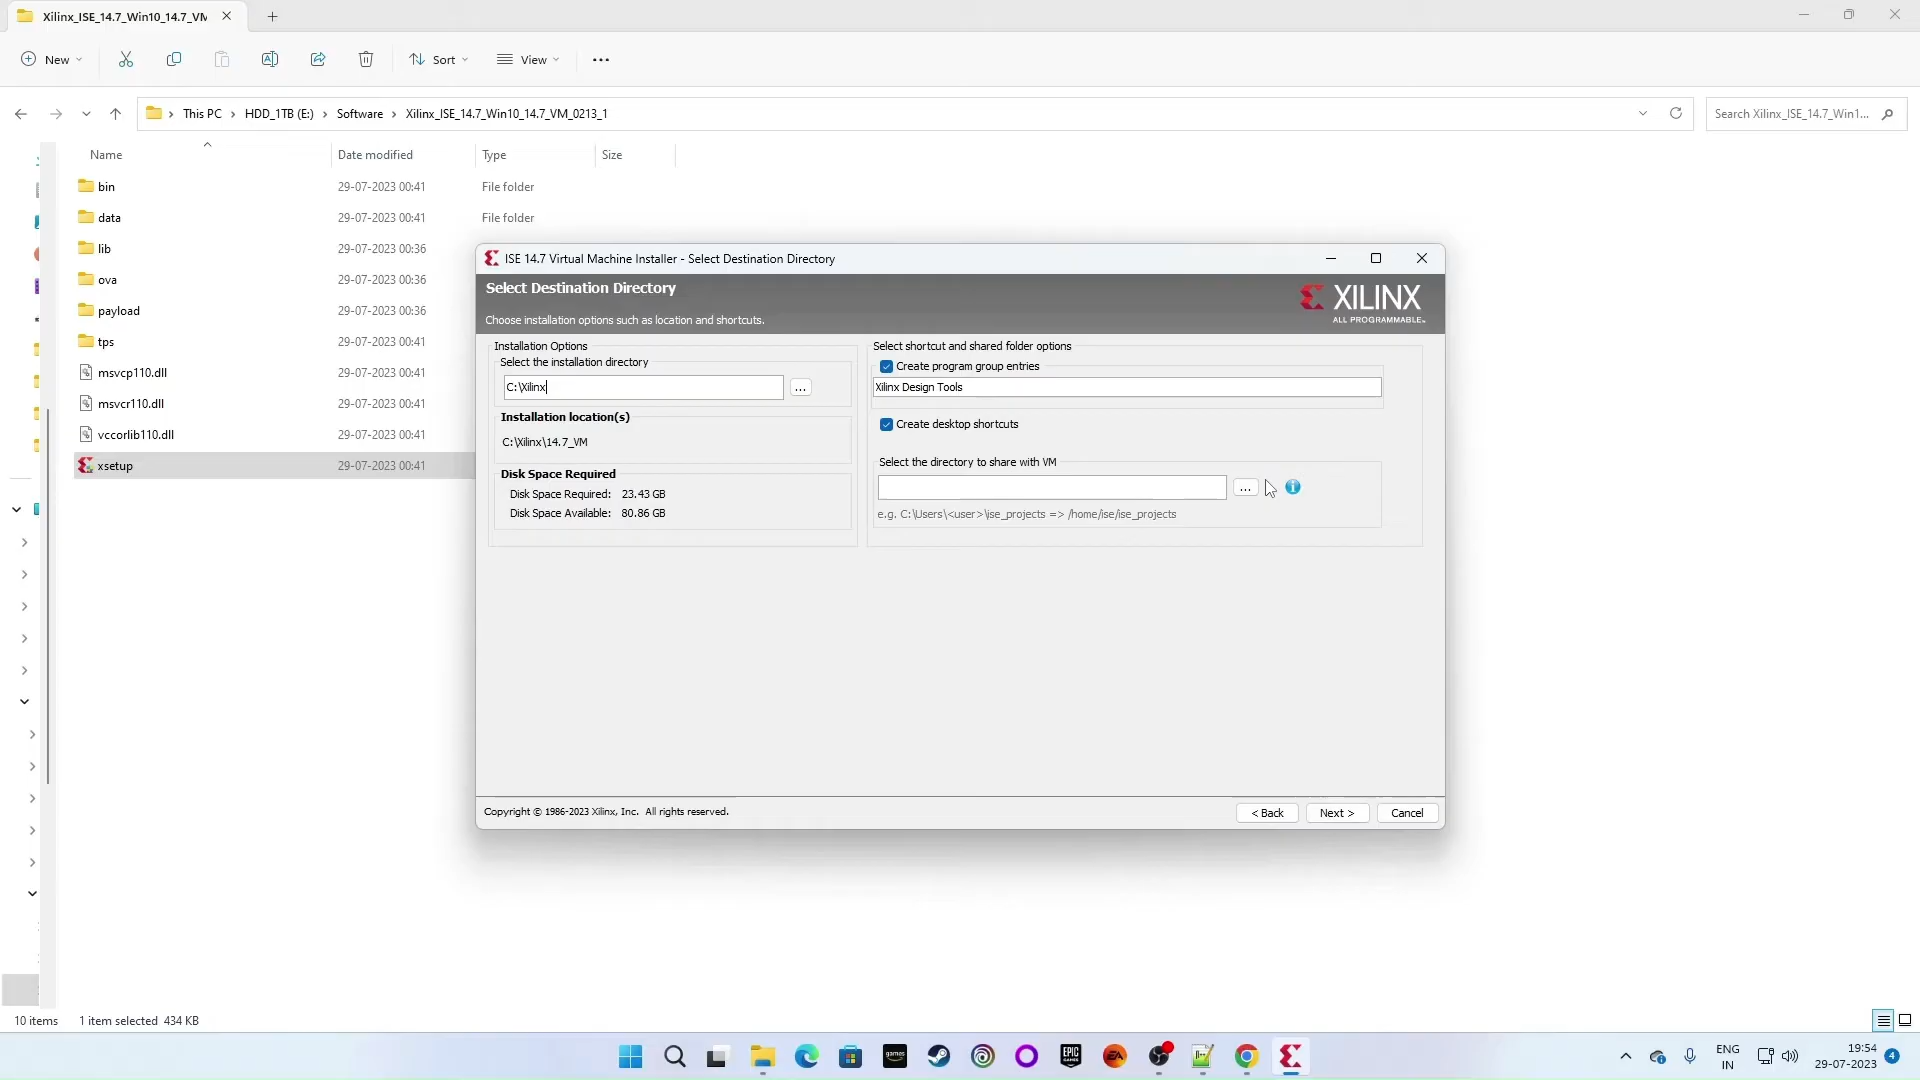 Xilinx_ISE_14.7_Win10_14.7_VM
New
Sort
View
This PC > HDD_1TB (E:) > Software > Xilinx_ISE_14.7_Win10_14.7_VM_0213_1
Search Xilinx_ISE_14.7_Win1...
Name Date modified Type Size
bin 29-07-2023 00:41 File folder
data 29-07-2023 00:41 File folder
lib 29-07-2023 00:36
ova 29-07-2023 00:36
payload 29-07-2023 00:36
tps 29-07-2023 00:41
msvcp110.dll 29-07-2023 00:41
msvcr110.dll 29-07-2023 00:41
vccorlib110.dll 29-07-2023 00:41
xsetup 29-07-2023 00:41
ISE 14.7 Virtual Machine Installer - Select Destination Directory
Select Destination Directory
Choose installation options such as location and shortcuts.
XILINX
ALL PROGRAMMABLE.
Installation Options
Select the installation directory
C:\Xilinx
...
Installation location(s)
C:\Xilinx\14.7_VM
Disk Space Required
Disk Space Required: 23.43 GB
Disk Space Available: 80.86 GB
Select shortcut and shared folder options
Create program group entries
Xilinx Design Tools
Create desktop shortcuts
Select the directory to share with VM
...
e.g. C:\Users\<user>\ise_projects => /home/ise/ise_projects
Copyright © 1986-2023 Xilinx, Inc. All rights reserved.
< Back
Next >
Cancel
10 items 1 item selected 434 KB
games
EPIC
GAMES
EA
ENG
IN
19:54
29-07-2023
4